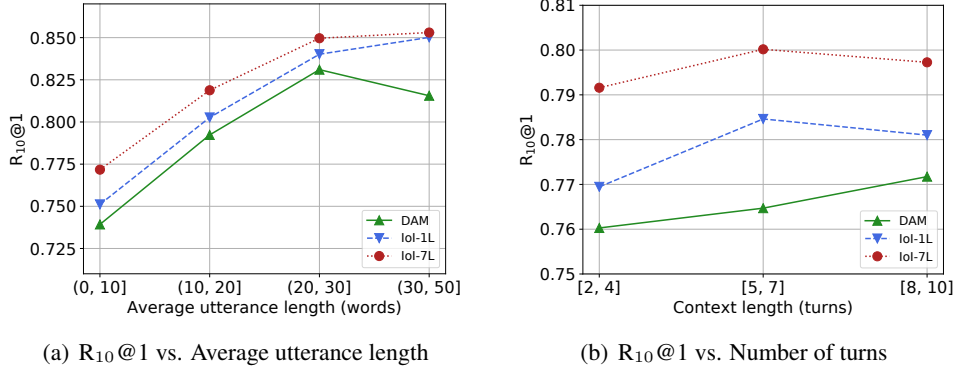 0.850
0.825
0.800
0.775
0.750
0.725
R10@1
DAM
IoI-1L
IoI-7L
(0, 10]
(10, 20]
(20, 30]
(30, 50]
Average utterance length (words)
(a) R10@1 vs. Average utterance length
0.81
0.80
0.79
0.78
0.77
0.76
0.75
R10@1
DAM
IoI-1L
IoI-7L
[2, 4]
[5, 7]
[8, 10]
Context length (turns)
(b) R10@1 vs. Number of turns